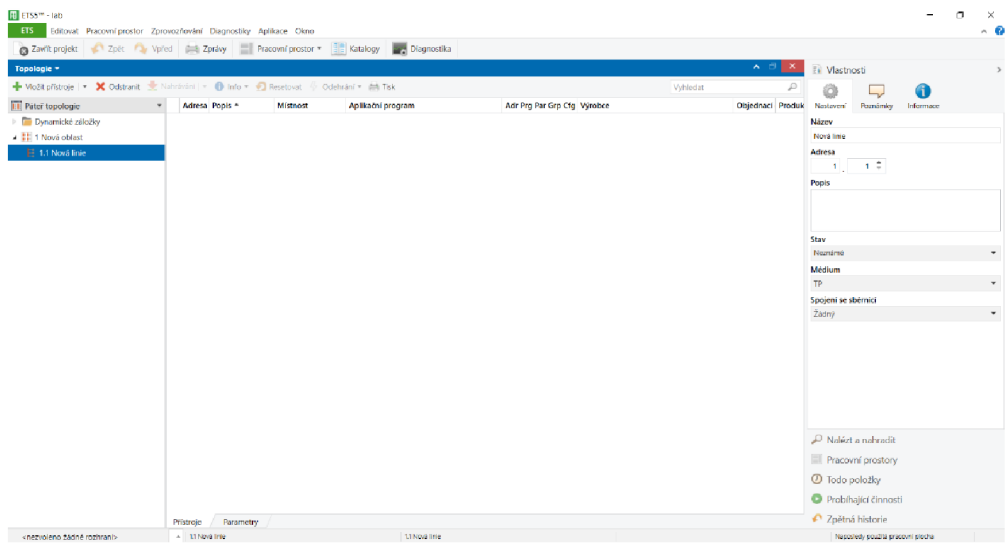 ETS5™ - lab
ETS Editovat Pracovní prostor Zprovozňování Diagnostiky Aplikace Okno
Zavřít projekt Zpět Vpřed Zprávy Pracovní prostor Katalogy Diagnostika
Topologie
Vložit přístroje Odstranit Nahrávání Info Resetovat Odehrání Tisk Vyhledat
Páteř topologie
Adresa Popis Místnost Aplikační program Adr Prg Par Grp Cfg Výrobce Objednací Produk
Dynamické záložky
1 Nová oblast
1.1 Nová linie
Přístroje Parametry
Vlastnosti
Nastavení Poznámky Informace
Název
Nová linie
Adresa
1 . 1
Popis
Stav
Neznámé
Médium
TP
Spojení se sběrnicí
Žádný
Nalézt a nahradit
Pracovní prostory
Todo položky
Probíhající činnosti
Zpětná historie
<nezvoleno žádné rozhraní> 1.1 Nová linie 1.1 Nová linie Naposledy použitá pracovní plocha